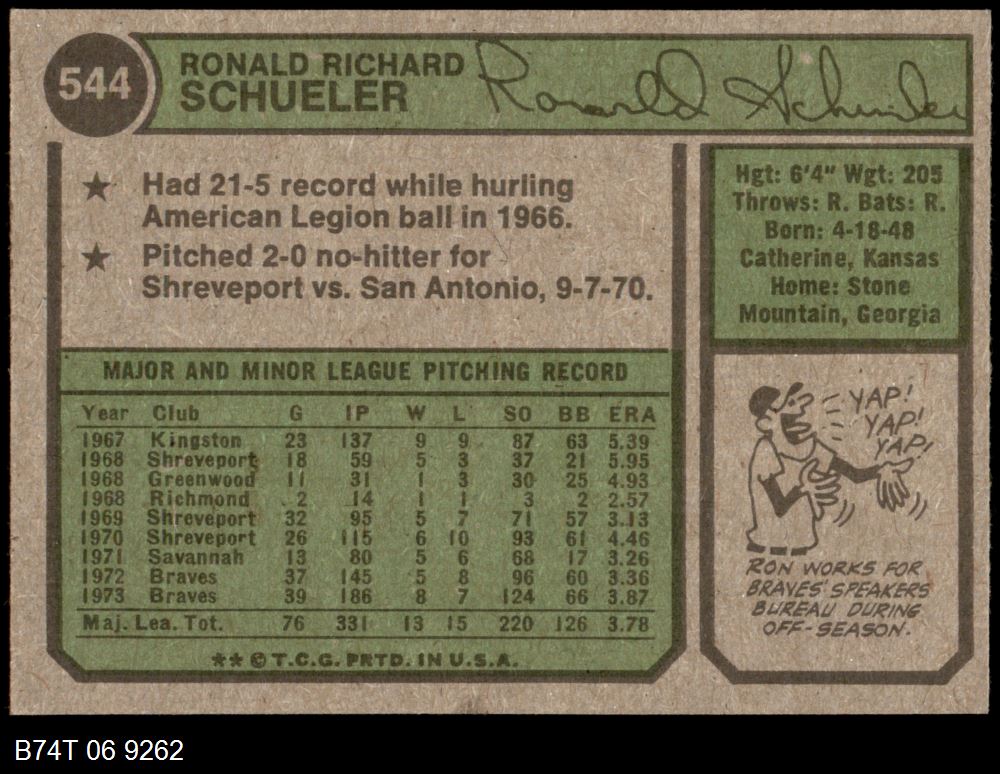 544
RONALD RICHARD
SCHUELER
Ronald Schueler
★ Had 21-5 record while hurling
American Legion ball in 1966.
★ Pitched 2-0 no-hitter for
Shreveport vs. San Antonio, 9-7-70.
Hgt: 6'4" Wgt: 205
Throws: R. Bats: R.
Born: 4-18-48
Catherine, Kansas
Home: Stone
Mountain, Georgia
MAJOR AND MINOR LEAGUE PITCHING RECORD
Year Club G IP W L SO BB ERA
1967 Kingston 23 137 9 9 87 63 5.39
1968 Shreveport 18 59 5 3 37 21 5.95
1968 Greenwood 11 31 1 3 30 25 4.93
1968 Richmond 2 14 1 1 3 2 2.57
1969 Shreveport 32 95 5 7 71 57 3.13
1970 Shreveport 26 115 6 10 93 61 4.46
1971 Savannah 13 80 5 6 68 17 3.26
1972 Braves 37 145 5 8 96 60 3.36
1973 Braves 39 186 8 7 124 66 3.87
Maj. Lea. Tot. 76 331 13 15 220 126 3.78
** © T.C.G. PRTD. IN U.S.A.
YAP!
YAP!
YAP!
RON WORKS FOR
BRAVES' SPEAKERS
BUREAU DURING
OFF-SEASON.
B74T 06 9262